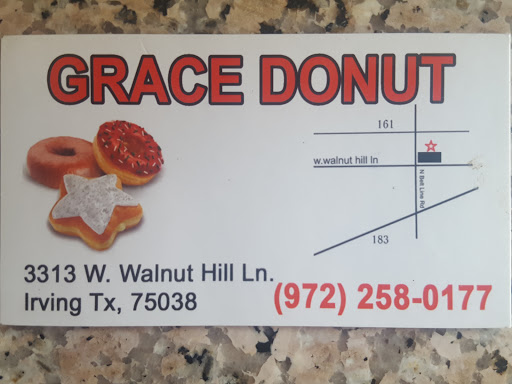 GRACE DONUT
161
w.walnut hill ln
N Belt Line Rd
183
3313 W. Walnut Hill Ln.
Irving Tx, 75038
(972) 258-0177